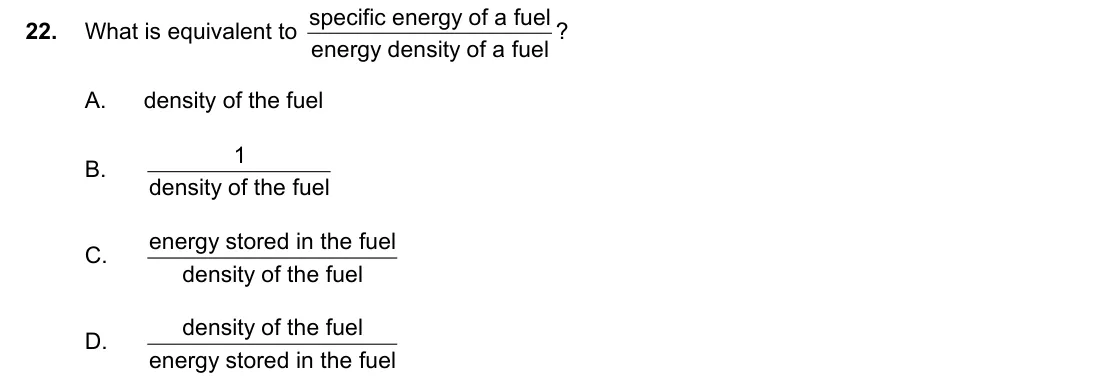 22. What is equivalent to specific energy of a fuel / energy density of a fuel ?
A. density of the fuel
B. 1 / density of the fuel
C. energy stored in the fuel / density of the fuel
D. density of the fuel / energy stored in the fuel